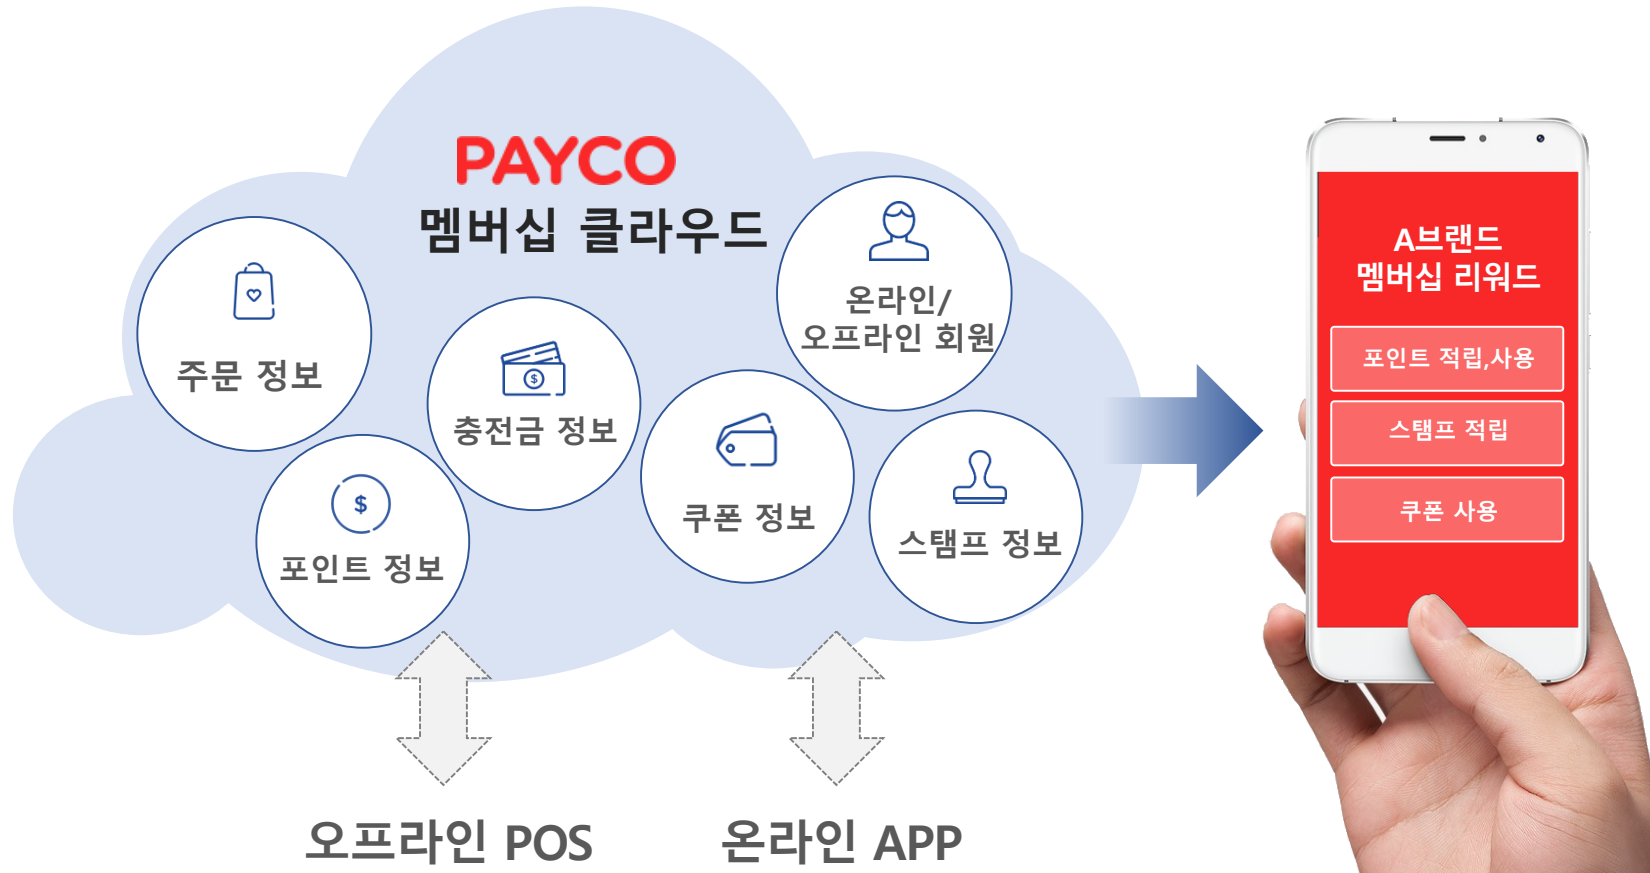 PAYCO
멤버십 클라우드
주문 정보
충전금 정보
온라인/
오프라인 회원
포인트 정보
쿠폰 정보
스탬프 정보
오프라인 POS
온라인 APP
A브랜드
멤버십 리워드
포인트 적립,사용
스탬프 적립
쿠폰 사용